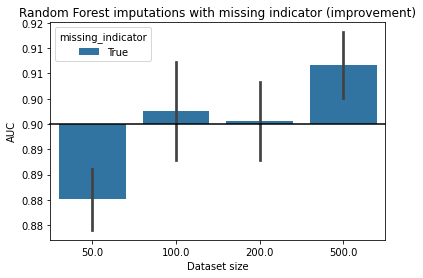 Random Forest imputations with missing indicator (improvement)
missing_indicator
True
0.92
0.92
0.91
0.90
0.90
0.89
0.89
0.88
0.88
AUC
50.0 100.0 200.0 500.0
Dataset size